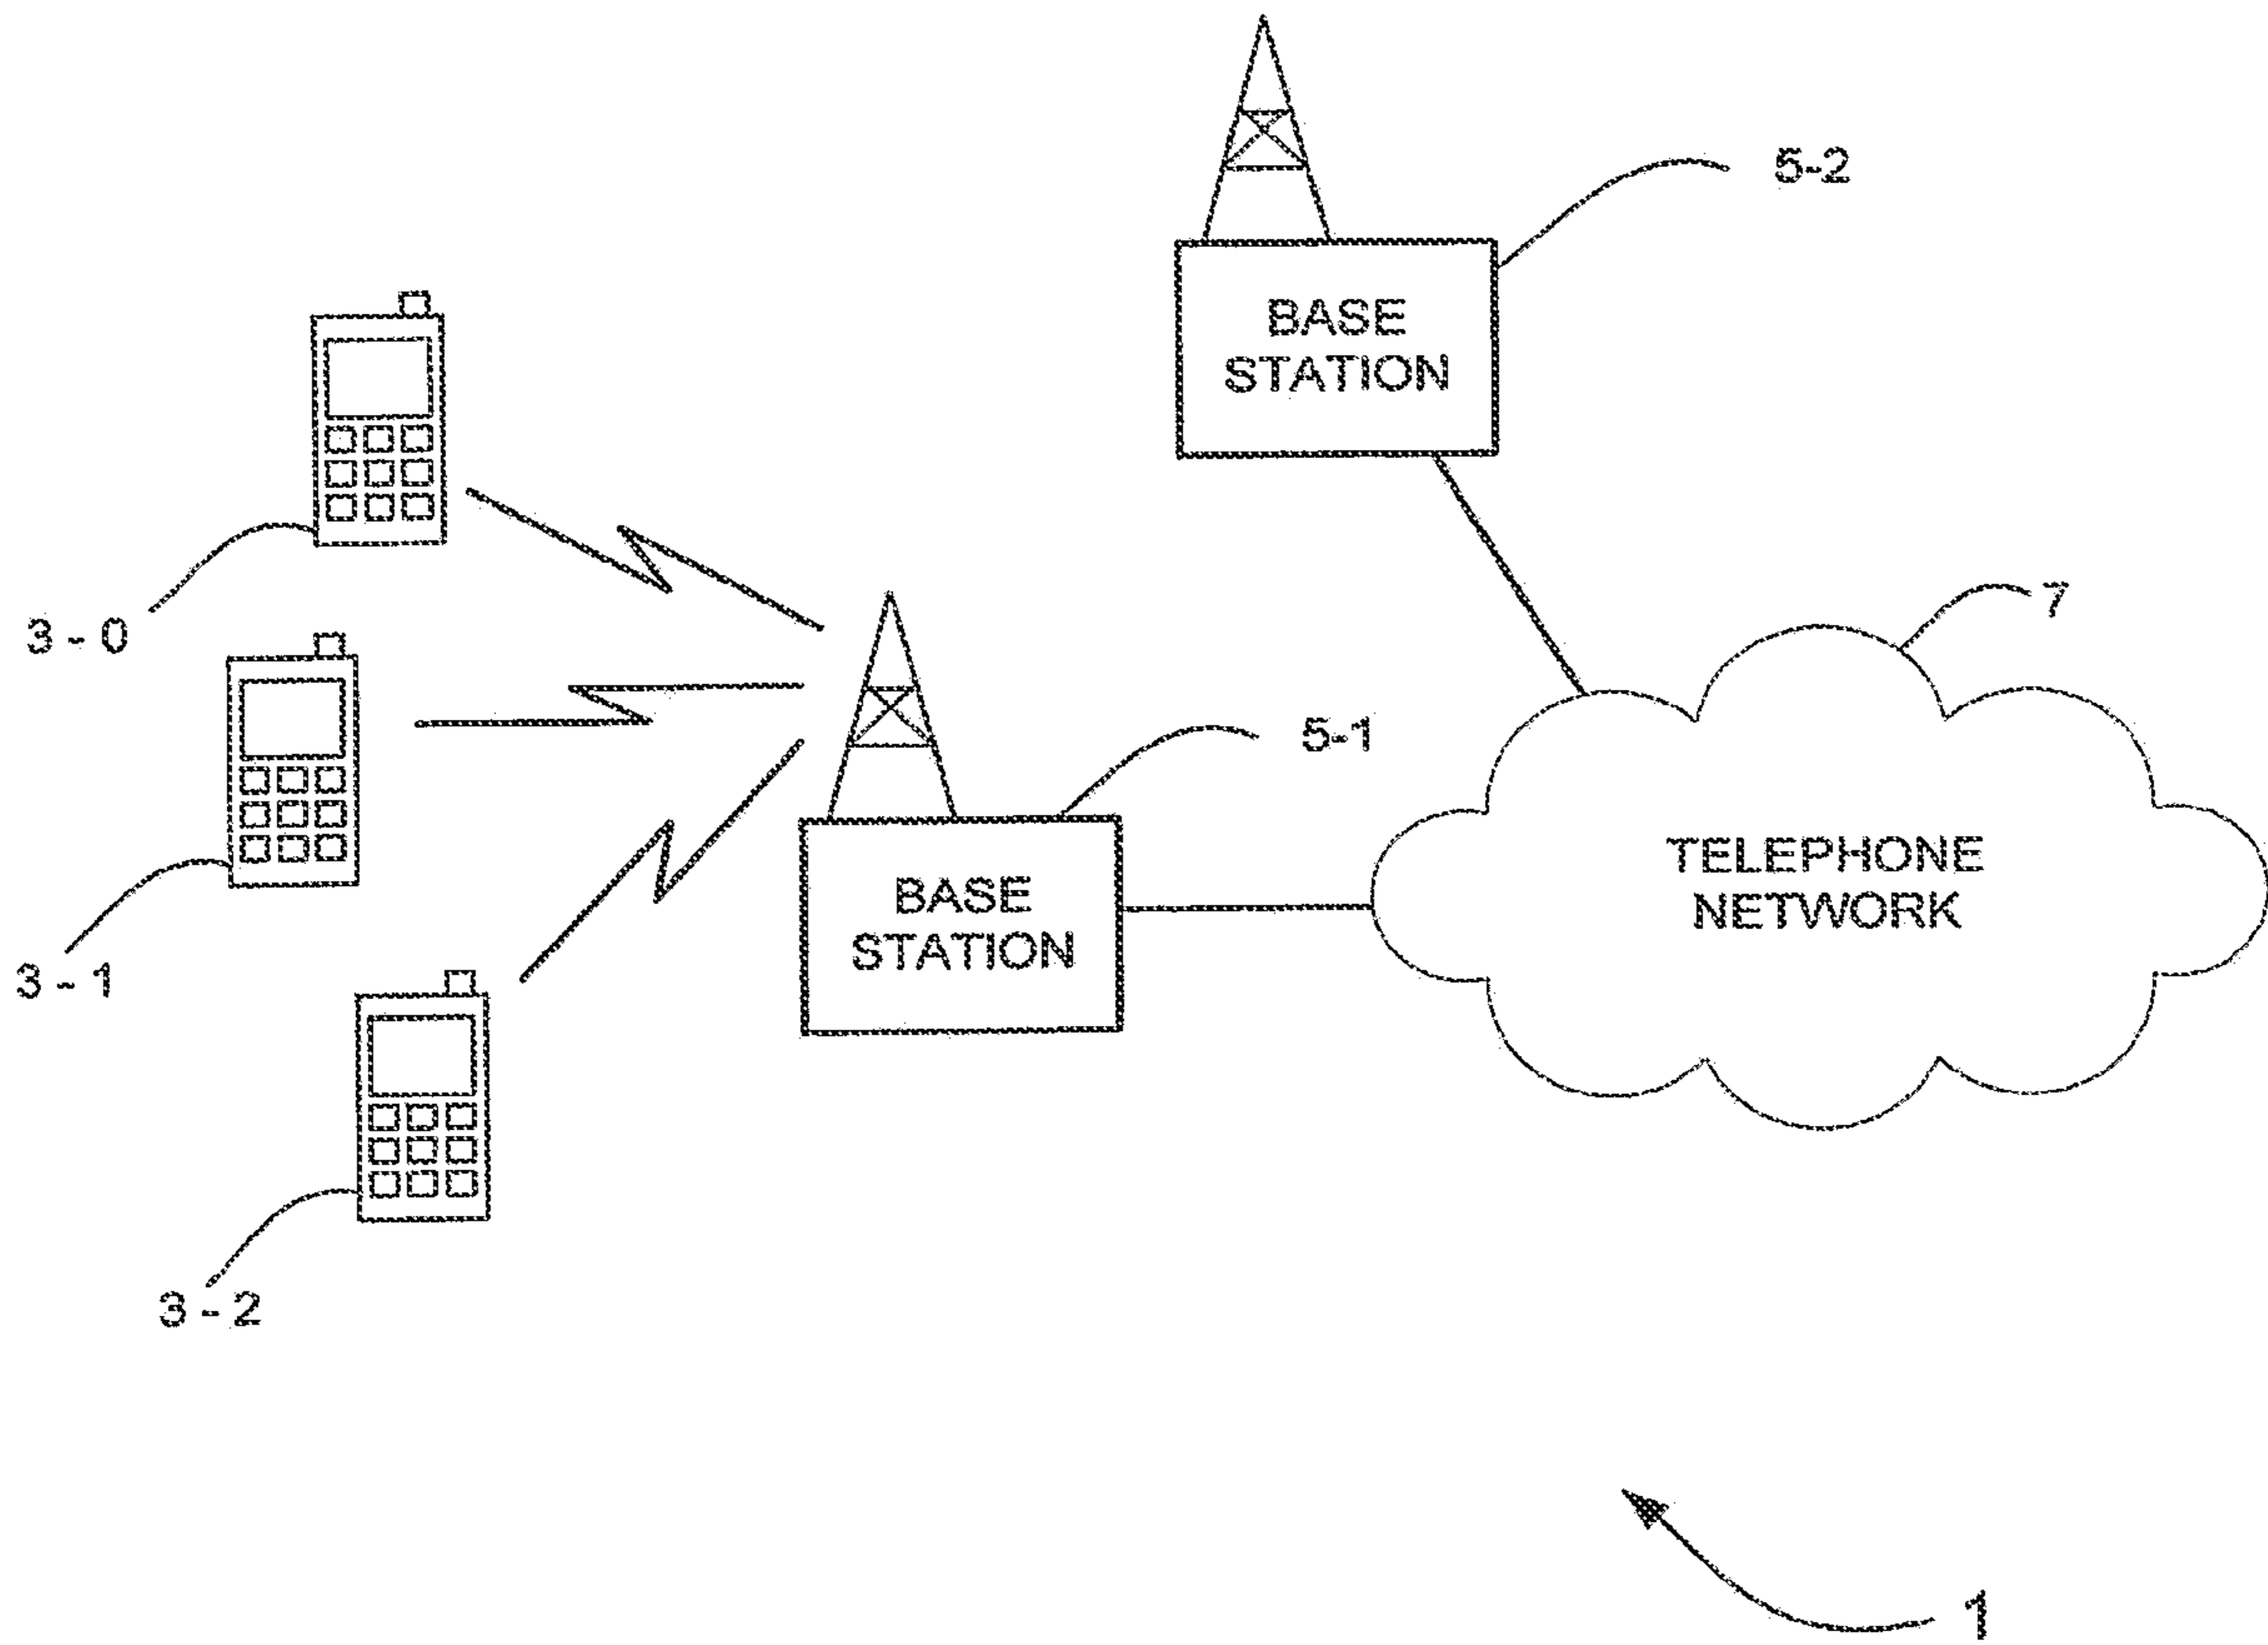 5-2
BASE
STATION
3 - 0
7
5-1
TELEPHONE
NETWORK
BASE
STATION
3 - 1
3 - 2
1